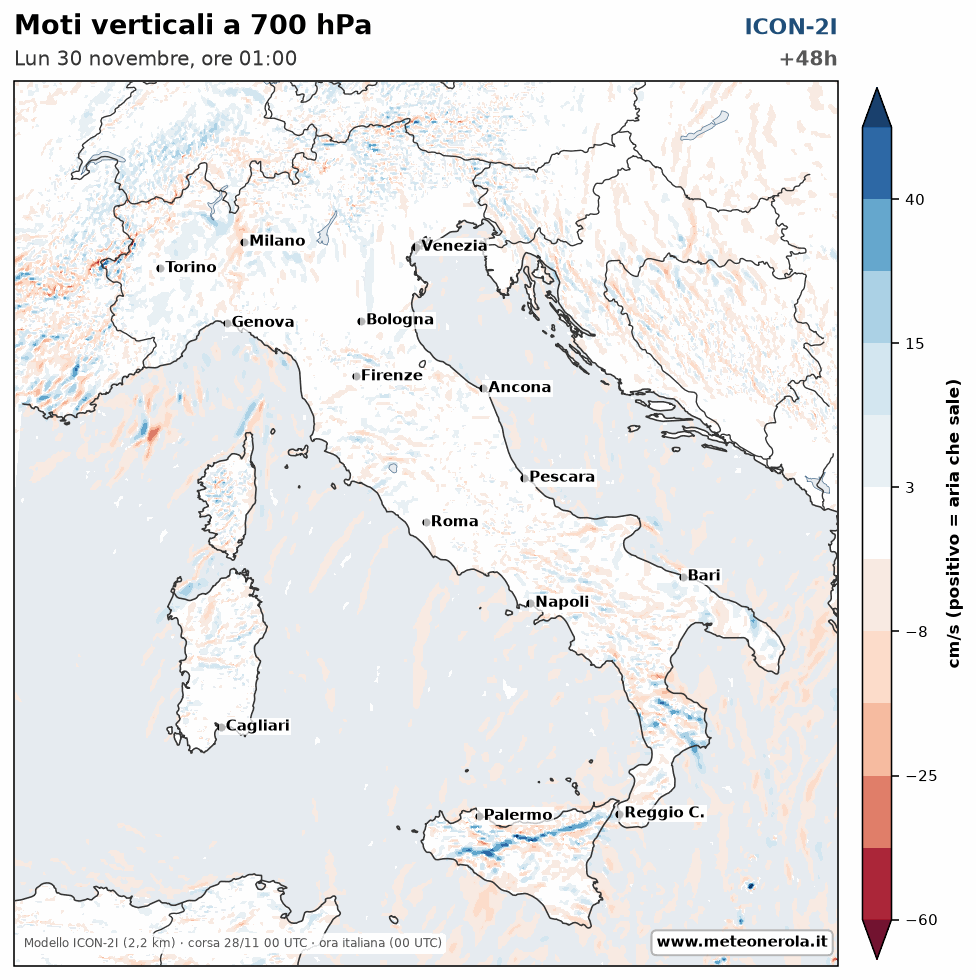 Moti verticali a 700 hPa
ICON-2I
Lun 30 novembre, ore 01:00
+48h
Milano
Venezia
Torino
Genova
Bologna
Firenze
Ancona
Pescara
Roma
Bari
Napoli
Cagliari
Palermo
Reggio C.
40
15
3
−8
−25
−60
cm/s (positivo = aria che sale)
Modello ICON-2I (2,2 km) · corsa 28/11 00 UTC · ora italiana (00 UTC)
www.meteonerola.it